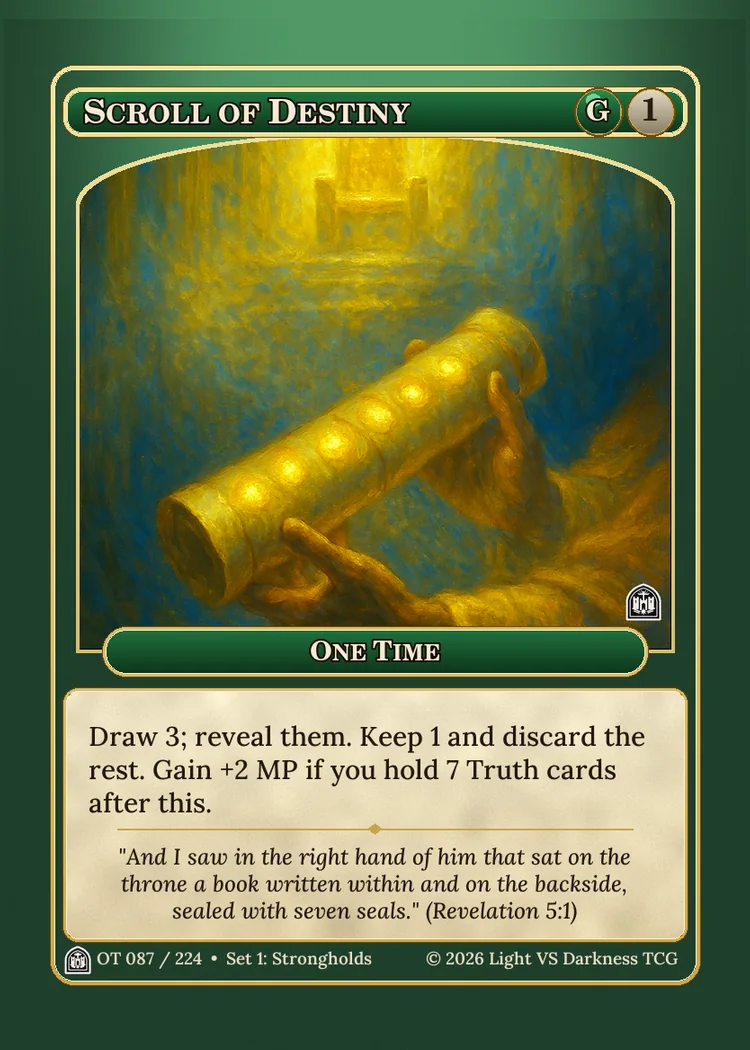 Scroll of Destiny G 1
One Time
Draw 3; reveal them. Keep 1 and discard the
rest. Gain +2 MP if you hold 7 Truth cards
after this.
"And I saw in the right hand of him that sat on the
throne a book written within and on the backside,
sealed with seven seals." (Revelation 5:1)
OT 087 / 224 • Set 1: Strongholds © 2026 Light VS Darkness TCG